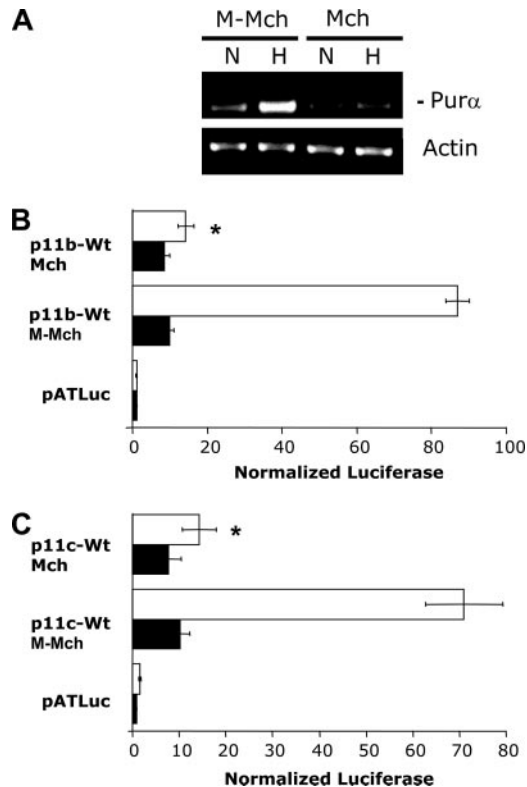 A
M-Mch Mch
N H N H
- Purα
Actin
B
p11b-Wt
Mch
*
p11b-Wt
M-Mch
pATLuc
0 20 40 60 80 100
Normalized Luciferase
C
p11c-Wt
Mch
*
p11c-Wt
M-Mch
pATLuc
0 10 20 30 40 50 60 70 80
Normalized Luciferase